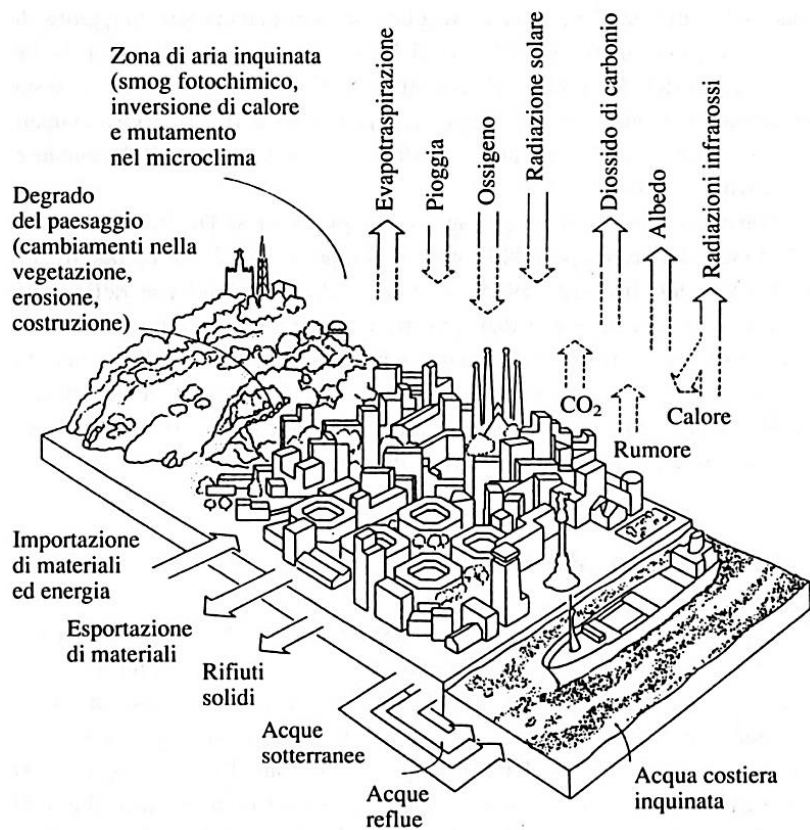 Zona di aria inquinata
(smog fotochimico,
inversione di calore
e mutamento
nel microclima
Degrado
del paesaggio
(cambiamenti nella
vegetazione,
erosione,
costruzione)
Evapotraspirazione
Pioggia
Ossigeno
Radiazione solare
Diossido di carbonio
Albedo
Radiazioni infrarossi
CO₂
Calore
Rumore
Importazione
di materiali
ed energia
Esportazione
di materiali
Rifiuti
solidi
Acque
sotterranee
Acque
reflue
Acqua costiera
inquinata